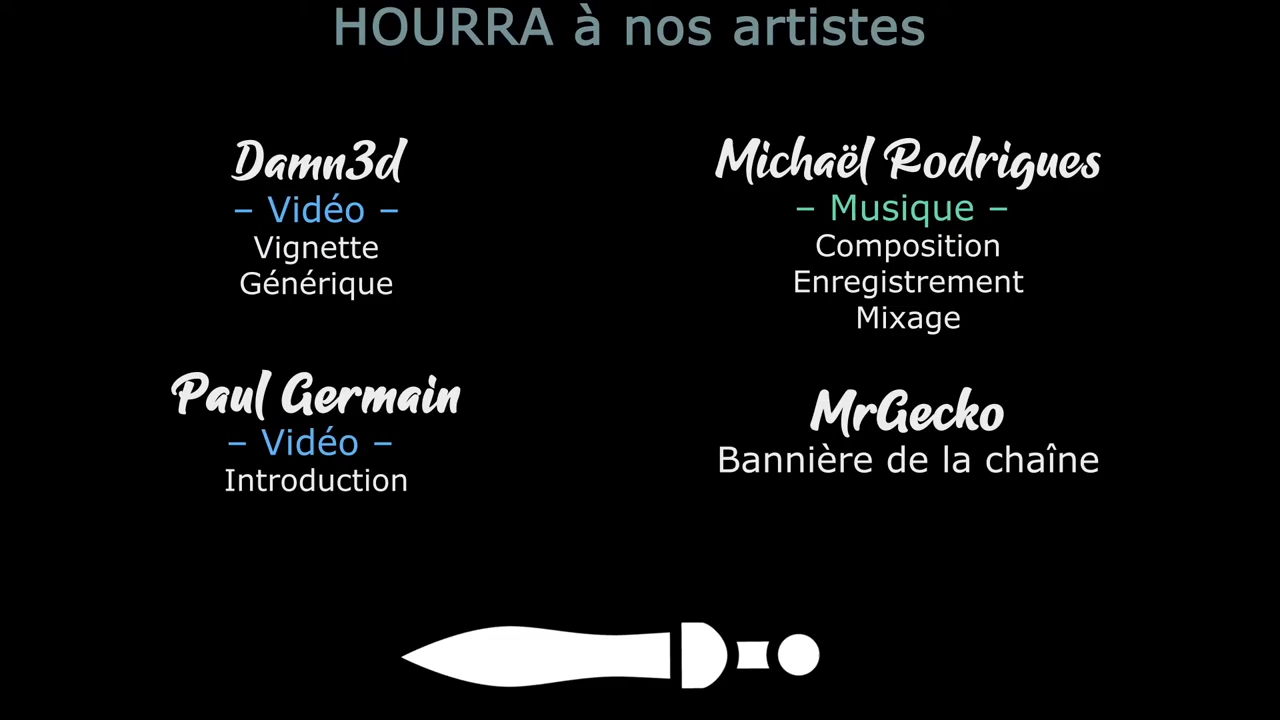 HOURRA à nos artistes
Damn3d
– Vidéo –
Vignette
Générique
Michaël Rodrigues
– Musique –
Composition
Enregistrement
Mixage
Paul Germain
– Vidéo –
Introduction
MrGecko
Bannière de la chaîne